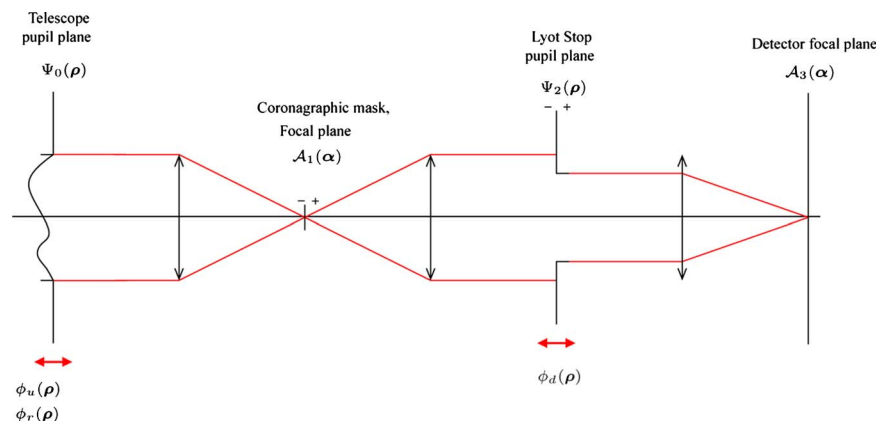 Telescope
pupil plane
Ψ₀(ρ)
Coronagraphic mask,
Focal plane
𝒜₁(α)
− +
Lyot Stop
pupil plane
Ψ₂(ρ)
− +
Detector focal plane
𝒜₃(α)
ϕᵤ(ρ)
ϕᵣ(ρ)
ϕ_d(ρ)